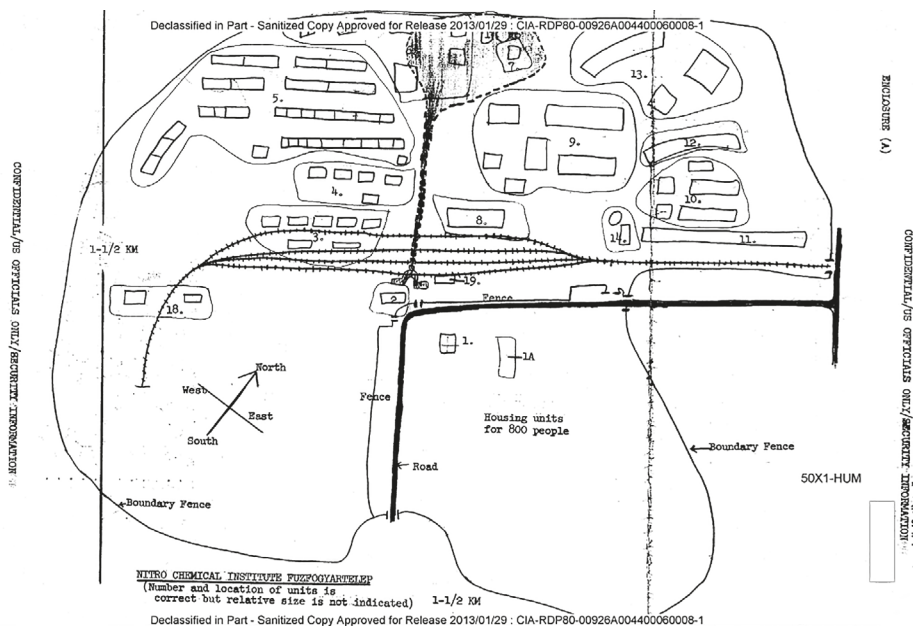 Declassified in Part - Sanitized Copy Approved for Release 2013/01/29 : CIA-RDP80-00926A004400060008-1
ENCLOSURE (A)
7.
13.
5.
9.
12.
CONFIDENTIAL/US OFFICIALS ONLY/SECURITY INFORMATION
4.
10.
8.
3.
14.
11.
CONFIDENTIAL/US OFFICIALS ONLY/SECURITY INFORMATION
1-1/2 KM
19.
2
Fence
18.
1.
1A
North
West
Fence
East
South
Housing units
for 800 people
Boundary Fence
Road
50X1-HUM
Boundary Fence
NITRO CHEMICAL INSTITUTE FUZFOGYARTELEP
(Number and location of units is
correct but relative size is not indicated)
1-1/2 KM
Declassified in Part - Sanitized Copy Approved for Release 2013/01/29 : CIA-RDP80-00926A004400060008-1